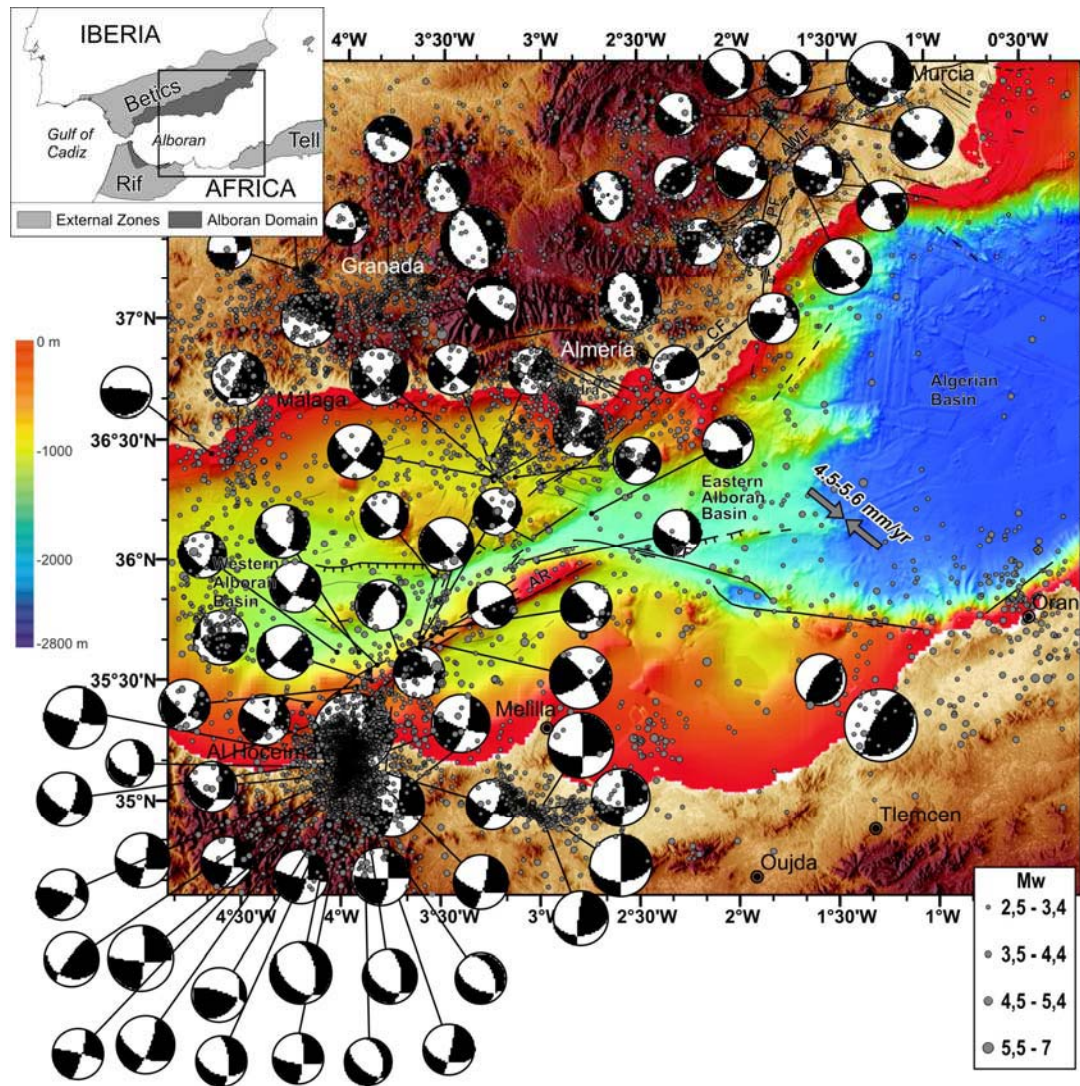 IBERIA
Betics
Gulf of
Cadiz
Alboran
Tell
Rif
AFRICA
External Zones
Alboran Domain
4°W
3°30'W
3°W
2°30'W
2°W
1°30'W
1°W
0°30'W
Murcia
AMF
PF
Granada
37°N
CF
Almería
0 m
Malaga
Algerian
Basin
36°30'N
-1000
Eastern
Alboran
Basin
4.5-5.6 mm/yr
-2000
36°N
Western
Alboran
Basin
AR
Oran
-2800 m
35°30'N
Melilla
Al Hoceima
35°N
Tlemcen
Oujda
4°30'W
4°W
3°30'W
3°W
2°30'W
2°W
1°30'W
1°W
Mw
2,5 - 3,4
3,5 - 4,4
4,5 - 5,4
5,5 - 7